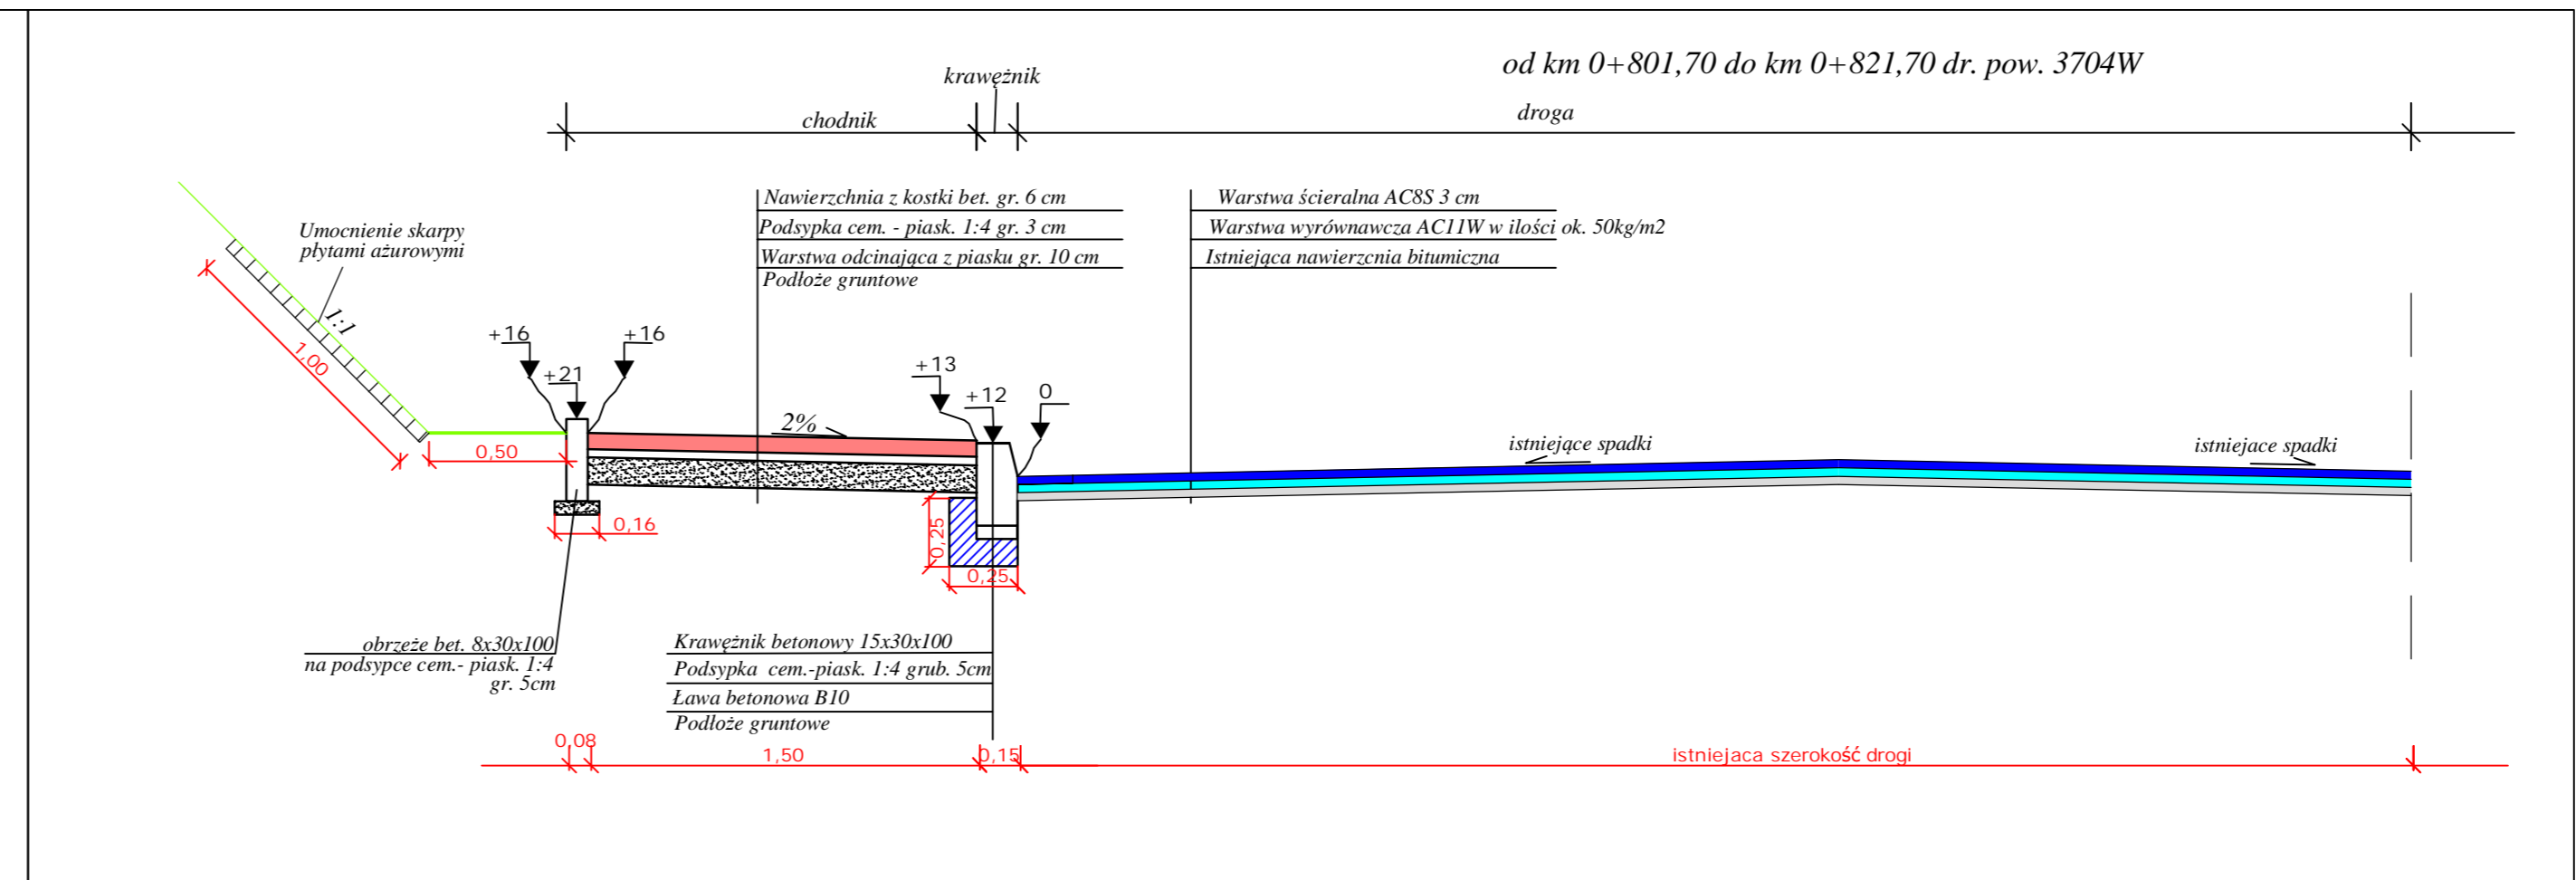 od km 0+801,70 do km 0+821,70 dr. pow. 3704W
krawężnik
chodnik
droga
Umocnienie skarpy
płytami ażurowymi
1:1
1,00
Nawierzchnia z kostki bet. gr. 6 cm
Podsypka cem. - piask. 1:4 gr. 3 cm
Warstwa odcinająca z piasku gr. 10 cm
Podłoże gruntowe
Warstwa ścieralna AC8S 3 cm
Warstwa wyrównawcza AC11W w ilości ok. 50kg/m2
Istniejąca nawierzcnia bitumiczna
+16
+21
+16
+13
+12
0
2%
0,50
0,16
0,25
0,25
istniejące spadki
istniejace spadki
obrzeże bet. 8x30x100
na podsypce cem.- piask. 1:4
gr. 5cm
Krawężnik betonowy 15x30x100
Podsypka cem.-piask. 1:4 grub. 5cm
Ława betonowa B10
Podłoże gruntowe
0,08
1,50
0,15
istniejaca szerokość drogi